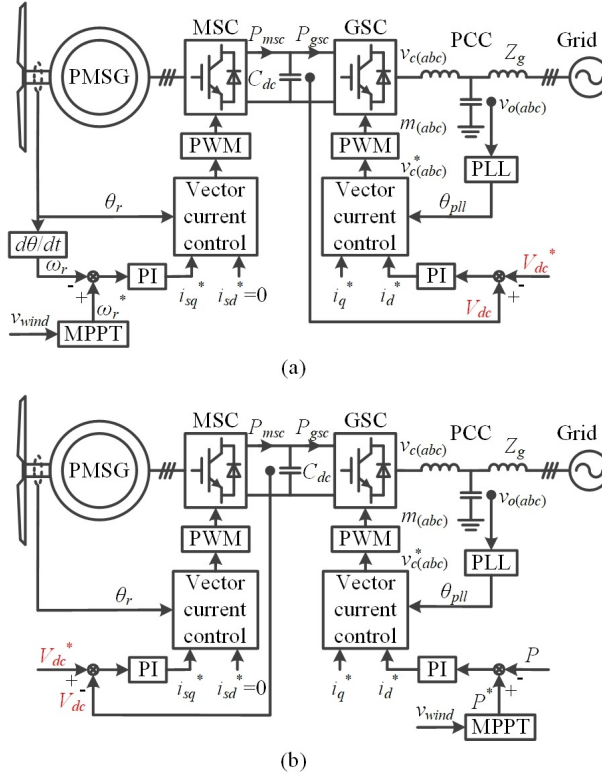 MSC P_msc P_gsc GSC
PCC Z_g Grid
v_c(abc)
PMSG
C_dc
v_o(abc)
m_(abc)
PWM PWM
v_c(abc)^*
PLL
θ_r
Vector current control
Vector current control
θ_pll
dθ/dt
ω_r
- +
PI
PI
V_dc^*
+ -
ω_r^*
i_sq^* i_sd^*=0
i_q^* i_d^*
V_dc
v_wind
MPPT
(a)
MSC P_msc P_gsc GSC
PCC Z_g Grid
v_c(abc)
PMSG
C_dc
v_o(abc)
m_(abc)
PWM PWM
v_c(abc)^*
PLL
θ_r
Vector current control
Vector current control
θ_pll
V_dc^*
+ -
PI
PI
P
+ -
V_dc
i_sq^* i_sd^*=0
i_q^* i_d^*
P^*
v_wind
MPPT
(b)